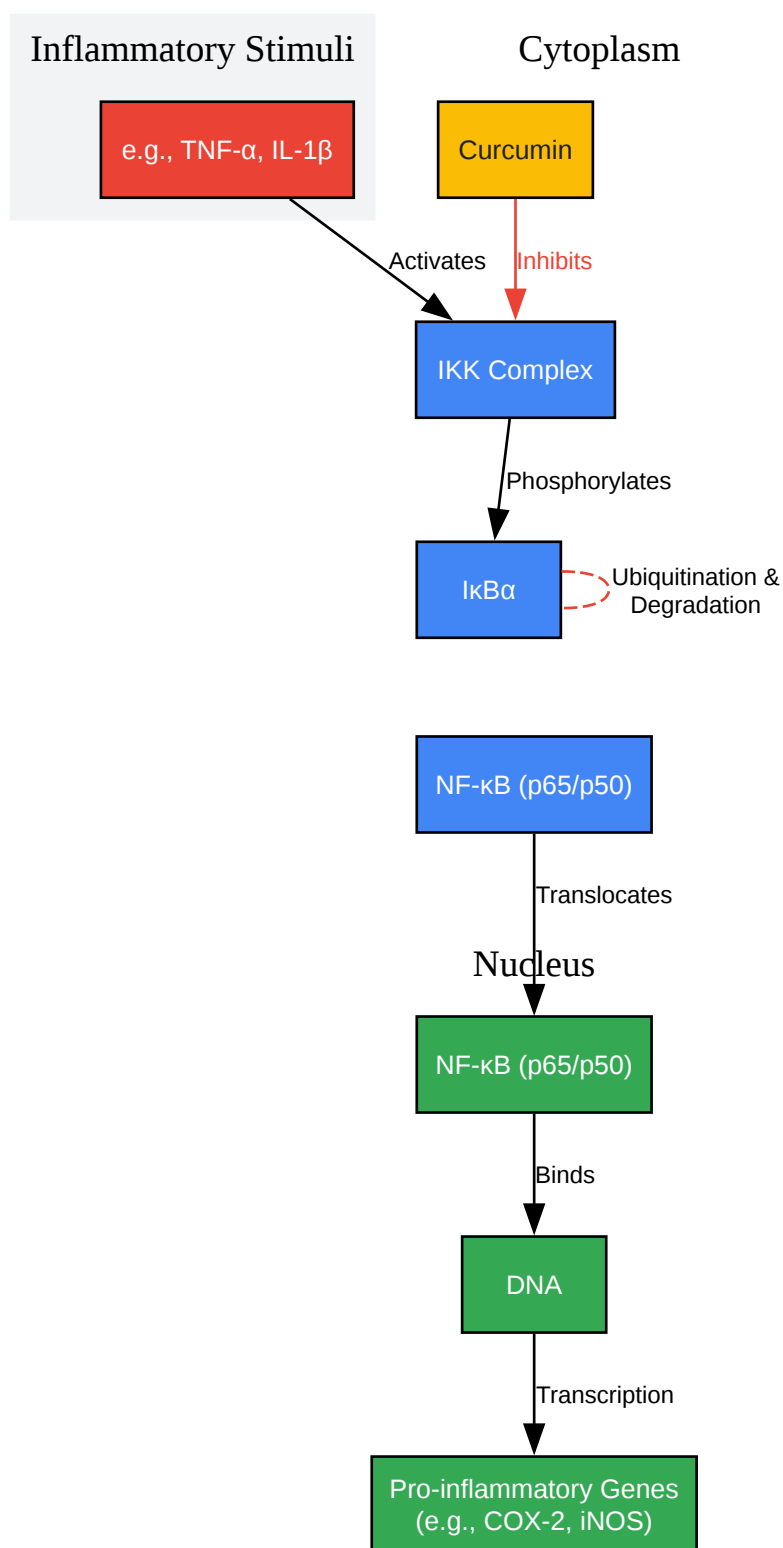 Inflammatory Stimuli
Cytoplasm
e.g., TNF-α, IL-1β
Curcumin
Activates
Inhibits
IKK Complex
Phosphorylates
IκBα
Ubiquitination &
Degradation
NF-κB (p65/p50)
Translocates
Nucleus
NF-κB (p65/p50)
Binds
DNA
Transcription
Pro-inflammatory Genes
(e.g., COX-2, iNOS)